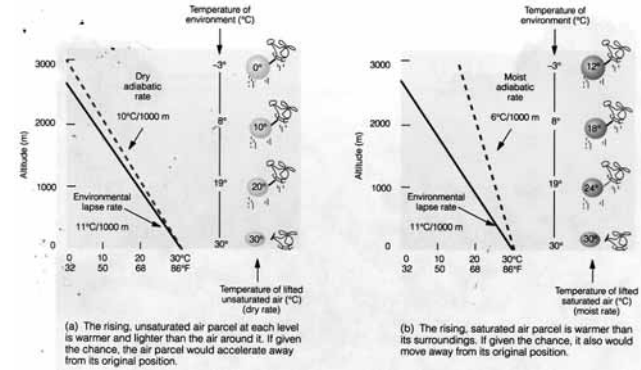 Temperature of
environment (°C)
3000
2000
1000
0
Altitude (m)
Dry
adiabatic
rate
10°C/1000 m
Environmental
lapse rate
11°C/1000 m
0 10 20 30°C
32 50 68 86°F
–3°
8°
19°
30°
0°
10°
20°
30°
Temperature of lifted
unsaturated air (°C)
(dry rate)
(a) The rising, unsaturated air parcel at each level
is warmer and lighter than the air around it. If given
the chance, the air parcel would accelerate away
from its original position.
Temperature of
environment (°C)
3000
2000
1000
0
Altitude (m)
Moist
adiabatic
rate
6°C/1000 m
Environmental
lapse rate
11°C/1000 m
0 10 20 30°C
32 50 68 86°F
–3°
8°
19°
30°
12°
18°
24°
30°
Temperature of lifted
saturated air (°C)
(moist rate)
(b) The rising, saturated air parcel is warmer than
its surroundings. If given the chance, it also would
move away from its original position.